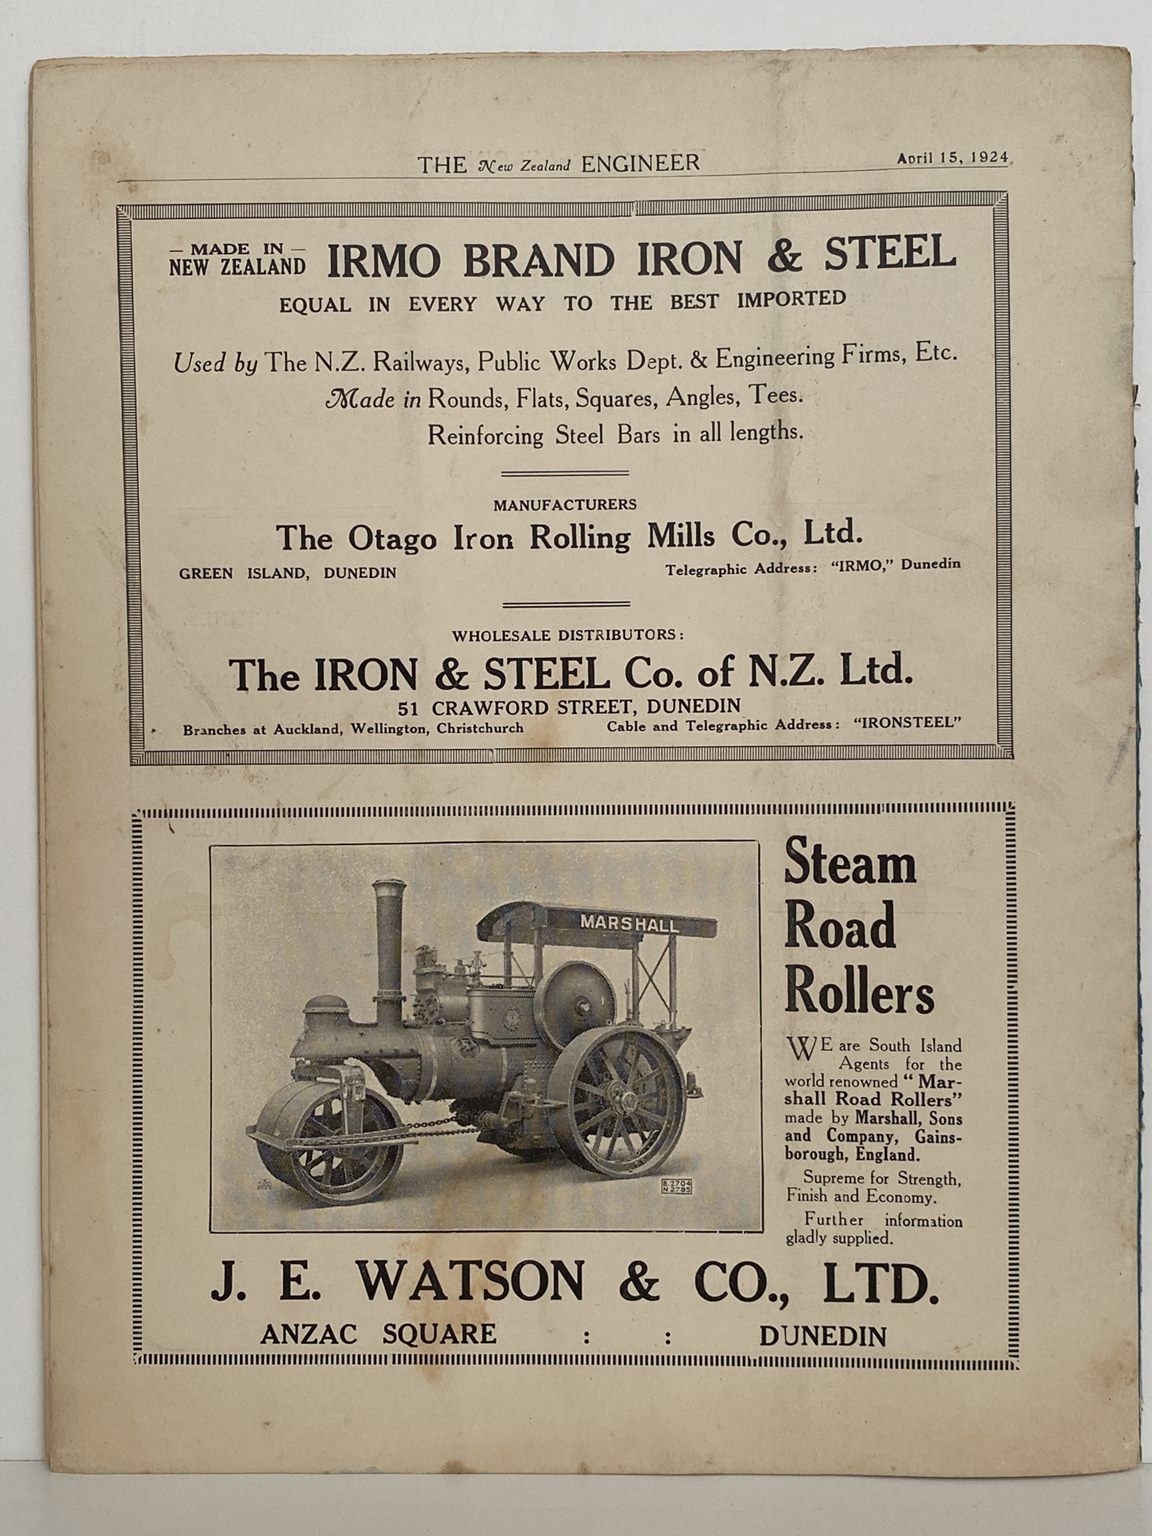 THE New Zealand ENGINEER
April 15, 1924.
— MADE IN —
NEW ZEALAND
IRMO BRAND IRON & STEEL
EQUAL IN EVERY WAY TO THE BEST IMPORTED
Used by The N.Z. Railways, Public Works Dept. & Engineering Firms, Etc.
Made in Rounds, Flats, Squares, Angles, Tees.
Reinforcing Steel Bars in all lengths.
MANUFACTURERS
The Otago Iron Rolling Mills Co., Ltd.
GREEN ISLAND, DUNEDIN
Telegraphic Address: "IRMO," Dunedin
WHOLESALE DISTRIBUTORS:
The IRON & STEEL Co. of N.Z. Ltd.
51 CRAWFORD STREET, DUNEDIN
Branches at Auckland, Wellington, Christchurch
Cable and Telegraphic Address: "IRONSTEEL"
MARSHALL
B.2704
N 2785
Steam
Road
Rollers
WE are South Island
Agents for the
world renowned "Mar-
shall Road Rollers"
made by Marshall, Sons
and Company, Gains-
borough, England.
Supreme for Strength,
Finish and Economy.
Further information
gladly supplied.
J. E. WATSON & CO., LTD.
ANZAC SQUARE : : DUNEDIN